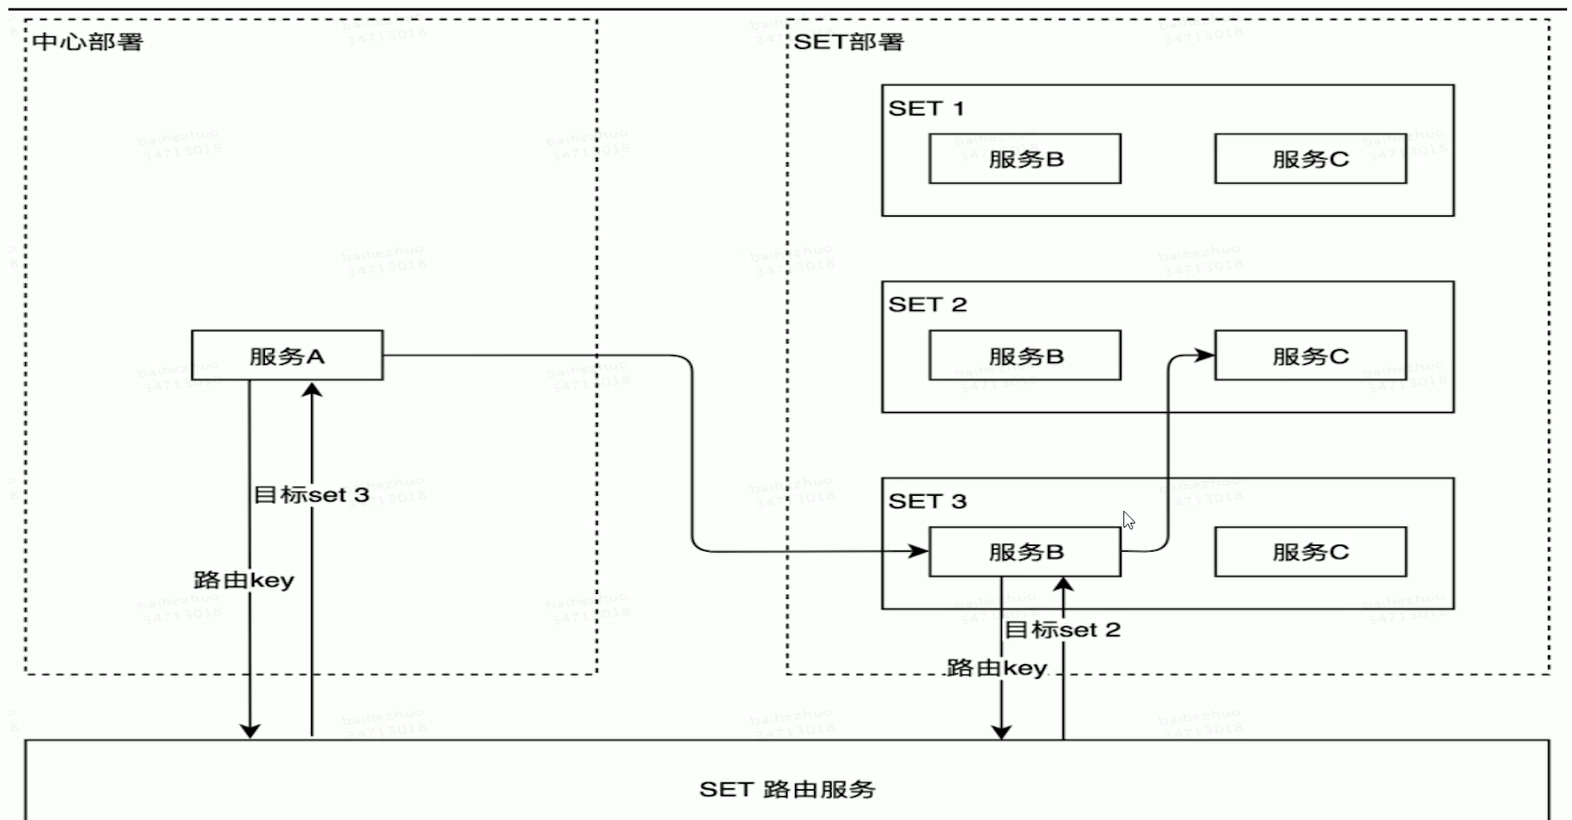 中心部署
SET部署
SET 1
服务B
服务C
SET 2
服务A
服务B
服务C
目标set 3
SET 3
服务B
服务C
路由key
目标set 2
路由key
SET 路由服务
baihezhuo
34713018